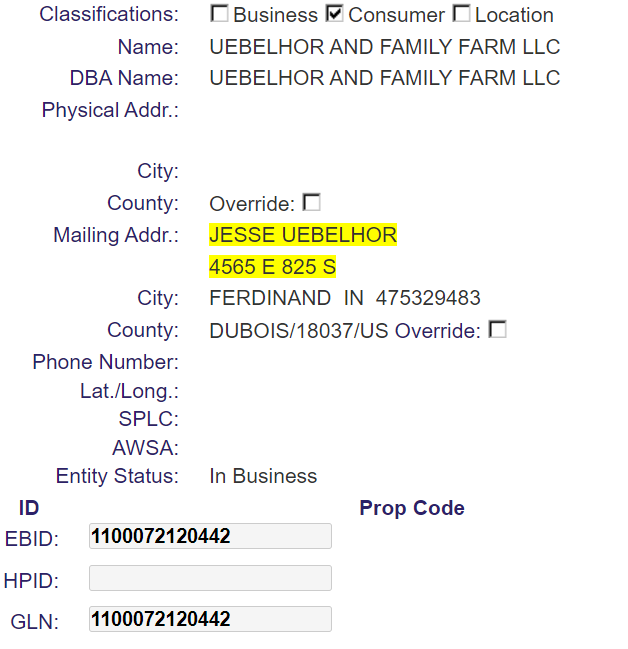 Classifications: Business Consumer Location
Name: UEBELHOR AND FAMILY FARM LLC
DBA Name: UEBELHOR AND FAMILY FARM LLC
Physical Addr.:
City:
County: Override:
Mailing Addr.: JESSE UEBELHOR
4565 E 825 S
City: FERDINAND IN 475329483
County: DUBOIS/18037/US Override:
Phone Number:
Lat./Long.:
SPLC:
AWSA:
Entity Status: In Business
ID Prop Code
EBID: 1100072120442
HPID:
GLN: 1100072120442